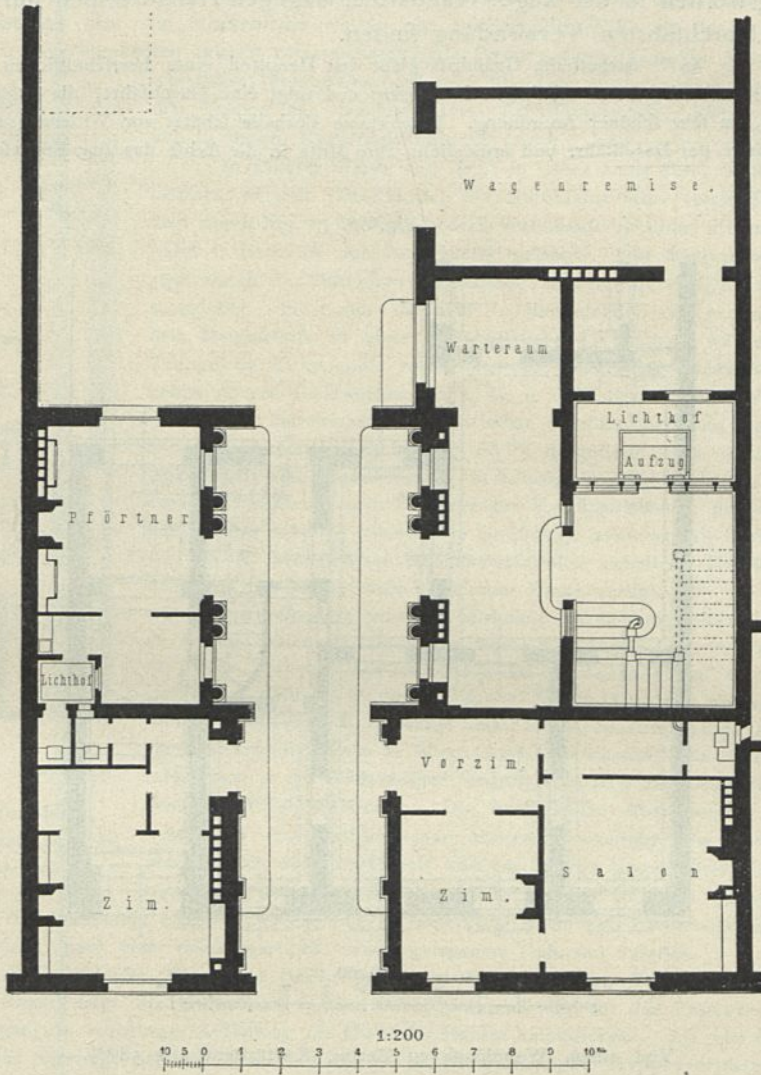 Wagenremise.
Warteraum
Lichthof
Aufzug
Pförtner
Lichthof
Vorzim.
Salon
Zim.
Zim.
1:200
10 5 0 1 2 3 4 5 6 7 8 9 10 m